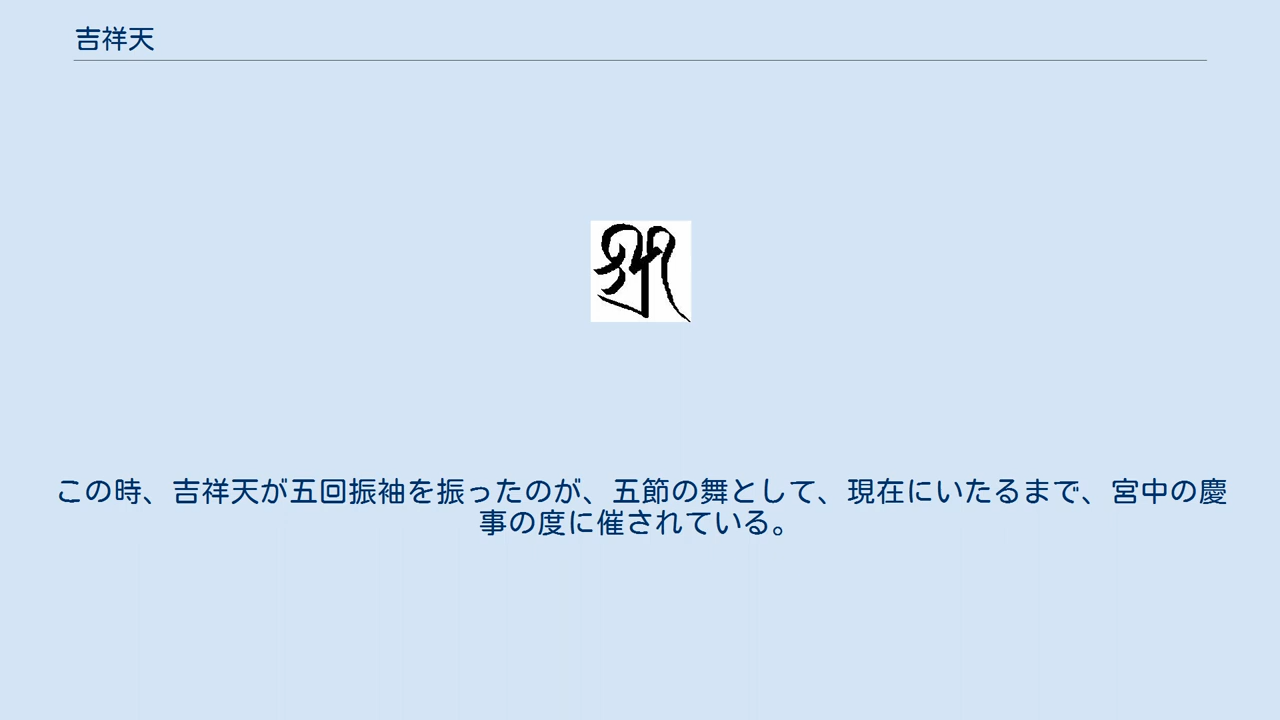 吉祥天
この時、吉祥天が五回振袖を振ったのが、五節の舞として、現在にいたるまで、宮中の慶
事の度に催されている。